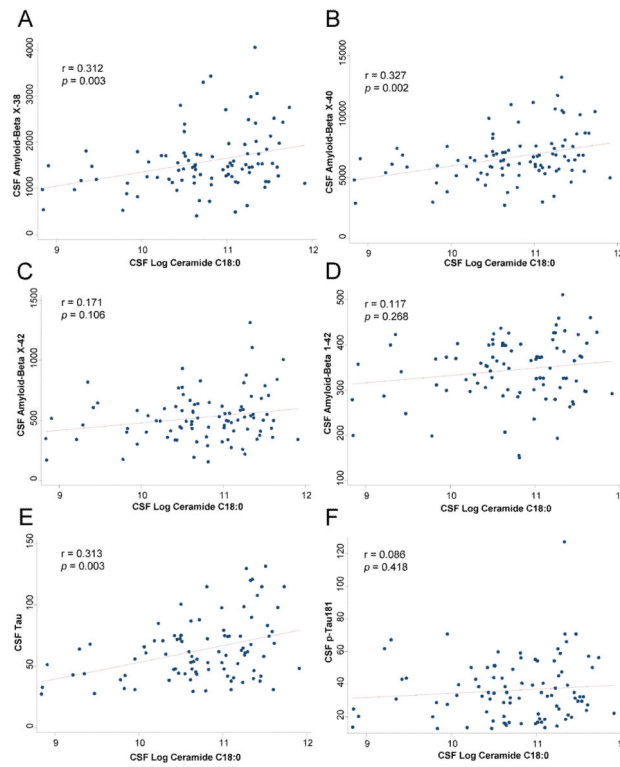 A
r = 0.312
p = 0.003
CSF Amyloid-Beta X-38
0 1000 2000 3000 4000
9 10 11 12
CSF Log Ceramide C18:0
B
r = 0.327
p = 0.002
CSF Amyloid-Beta X-40
0 5000 10000 15000
9 10 11 12
CSF Log Ceramide C18:0
C
r = 0.171
p = 0.106
CSF Amyloid-Beta X-42
0 500 1000 1500
9 10 11 12
CSF Log Ceramide C18:0
D
r = 0.117
p = 0.268
CSF Amyloid-Beta 1-42
100 200 300 400 500
9 10 11
CSF Log Ceramide C18:0
E
r = 0.313
p = 0.003
CSF Tau
0 50 100 150
9 10 11 12
CSF Log Ceramide C18:0
F
r = 0.086
p = 0.418
CSF p-Tau181
20 40 60 80 100 120
9 10 11
CSF Log Ceramide C18:0